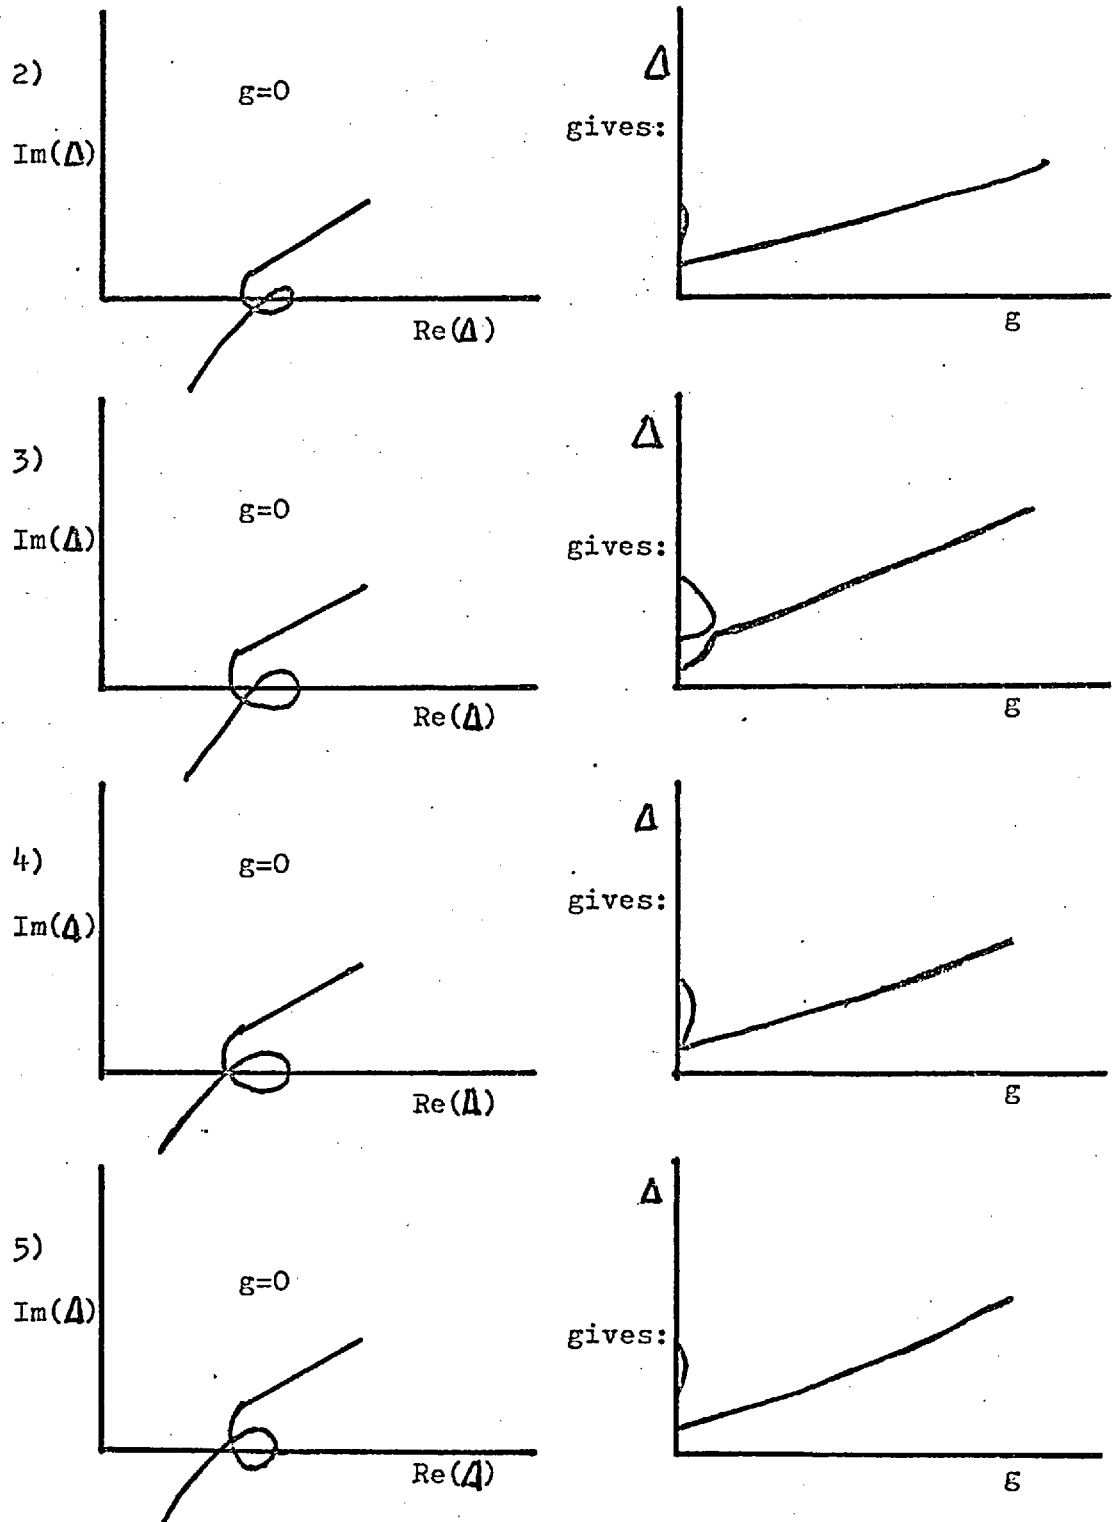 2)
g=0
Im(Δ)
Re(Δ)
Δ
gives:
g
3)
g=0
Im(Δ)
Re(Δ)
Δ
gives:
g
4)
g=0
Im(Δ)
Re(Δ)
Δ
gives:
g
5)
g=0
Im(Δ)
Re(Δ)
Δ
gives:
g